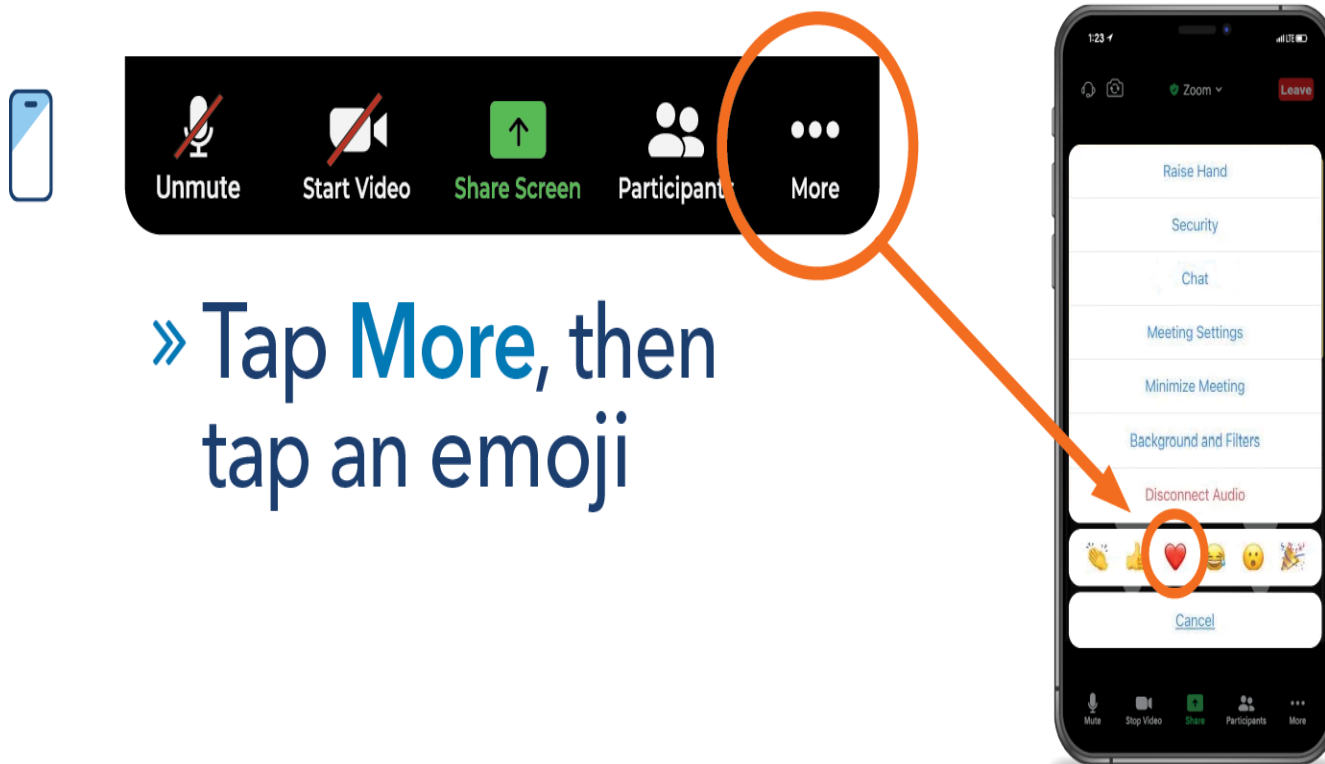 Unmute Start Video Share Screen Participants More
» Tap More, then
tap an emoji
1:23 LTE
Zoom Leave
Raise Hand
Security
Chat
Meeting Settings
Minimize Meeting
Background and Filters
Disconnect Audio
Cancel
Mute Stop Video Share Participants More